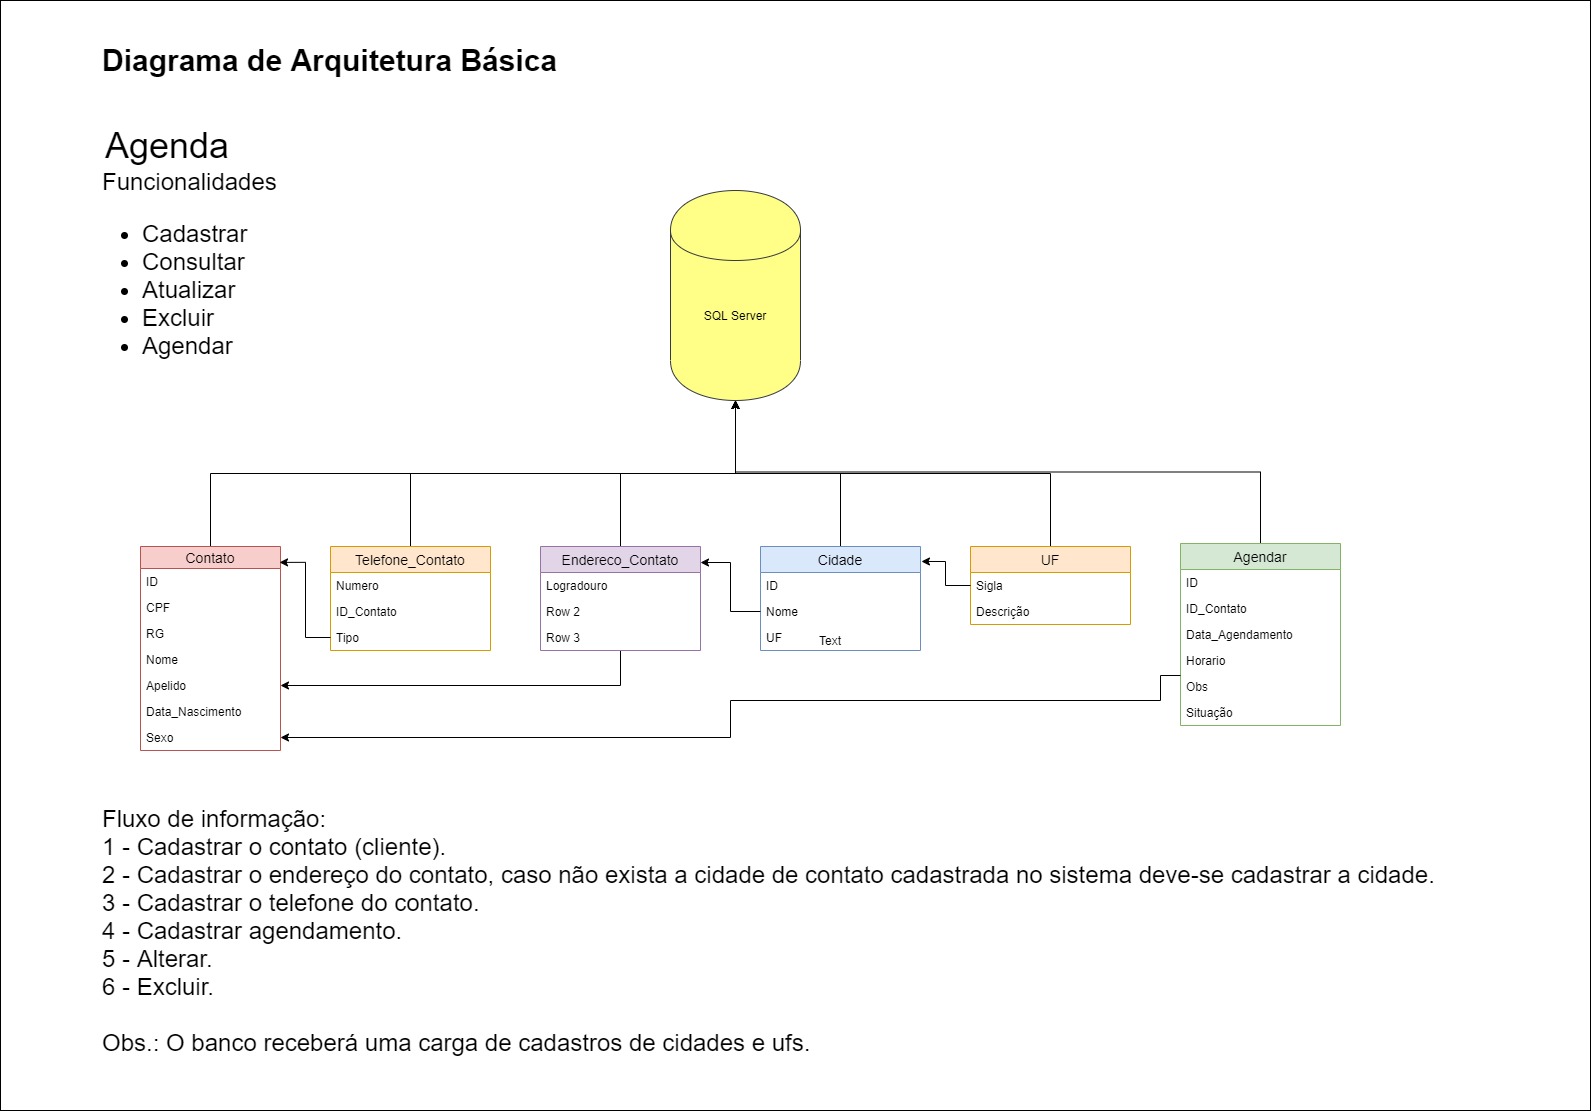 Diagrama de Arquitetura Básica
Agenda
Funcionalidades
Cadastrar
Consultar
Atualizar
Excluir
Agendar
SQL Server
Contato
ID
CPF
RG
Nome
Apelido
Data_Nascimento
Sexo
Telefone_Contato
Numero
ID_Contato
Tipo
Endereco_Contato
Logradouro
Row 2
Row 3
Cidade
ID
Nome
UF
Text
UF
Sigla
Descrição
Agendar
ID
ID_Contato
Data_Agendamento
Horario
Obs
Situação
Fluxo de informação:
1 - Cadastrar o contato (cliente).
2 - Cadastrar o endereço do contato, caso não exista a cidade de contato cadastrada no sistema deve-se cadastrar a cidade.
3 - Cadastrar o telefone do contato.
4 - Cadastrar agendamento.
5 - Alterar.
6 - Excluir.
Obs.: O banco receberá uma carga de cadastros de cidades e ufs.